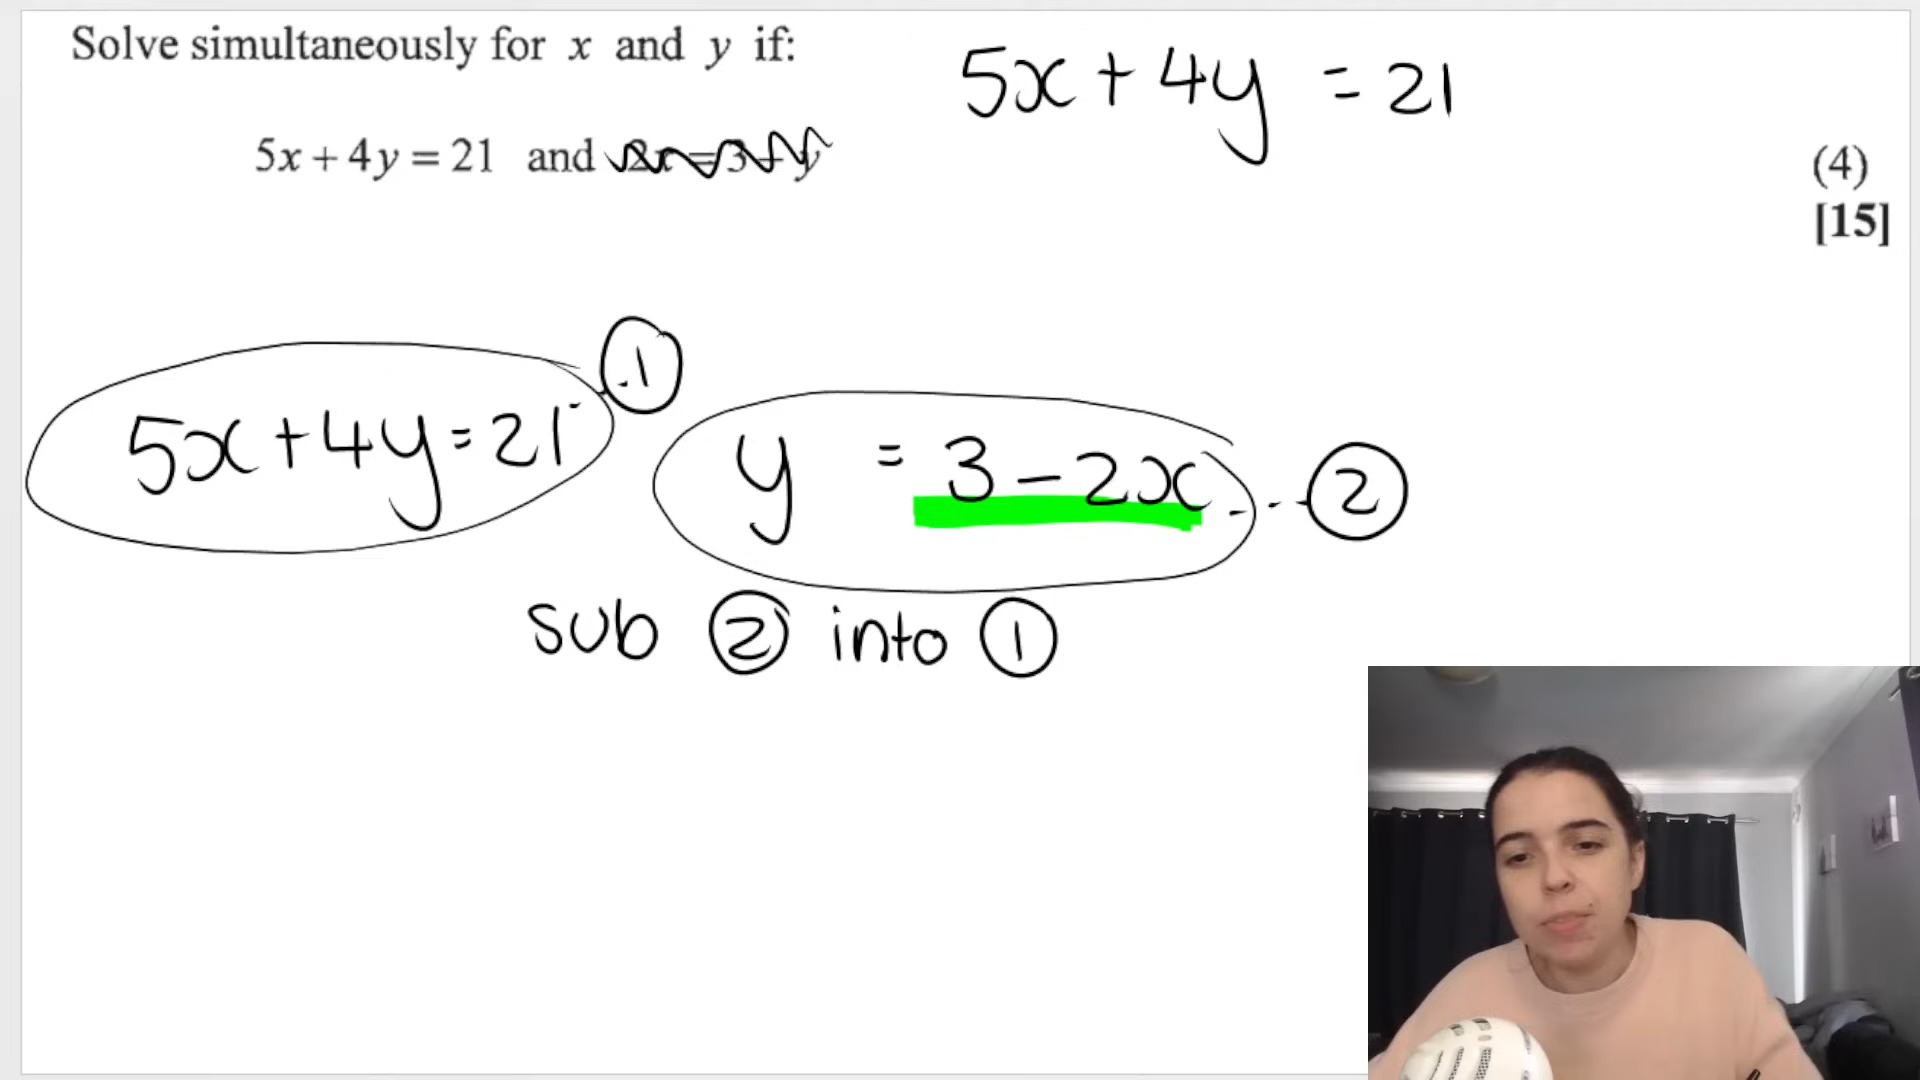 Solve simultaneously for x and y if:
5x + 4y = 21
5x + 4y = 21 and
(4)
[15]
5x + 4y = 21 ... 1
y = 3 - 2x ... 2
sub 2 into 1